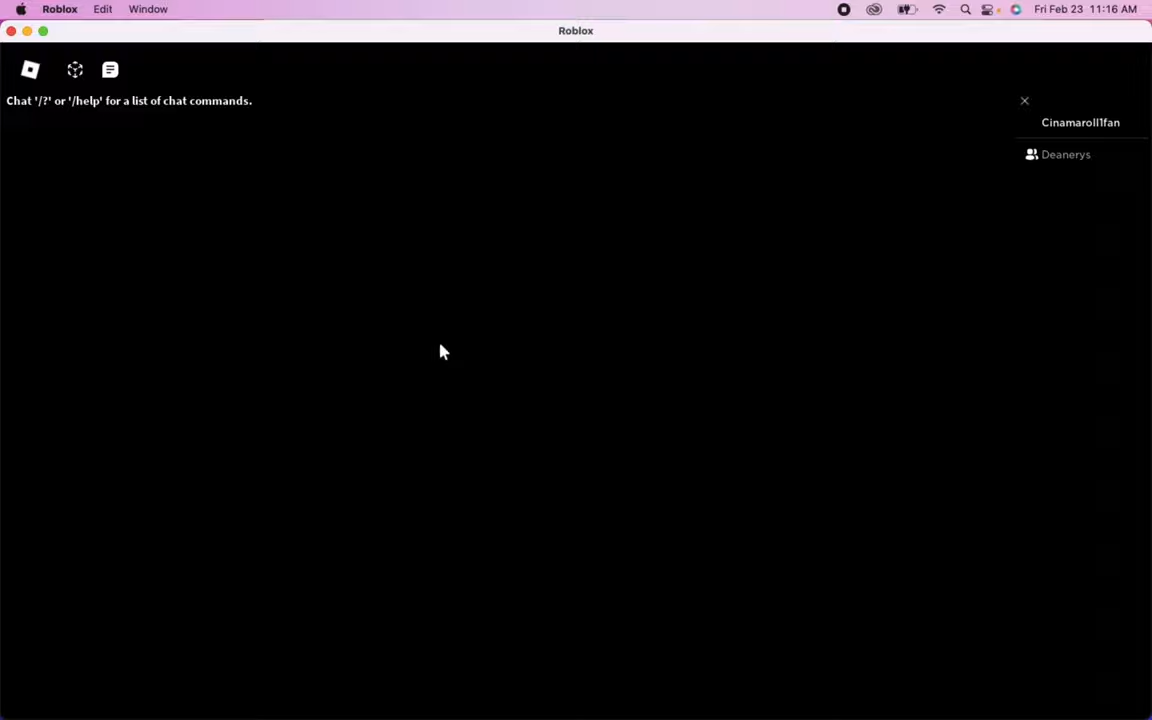 Roblox Edit Window Fri Feb 23 11:16 AM
Roblox
Chat '/?' or '/help' for a list of chat commands.
Cinamaroll1fan
Deanerys